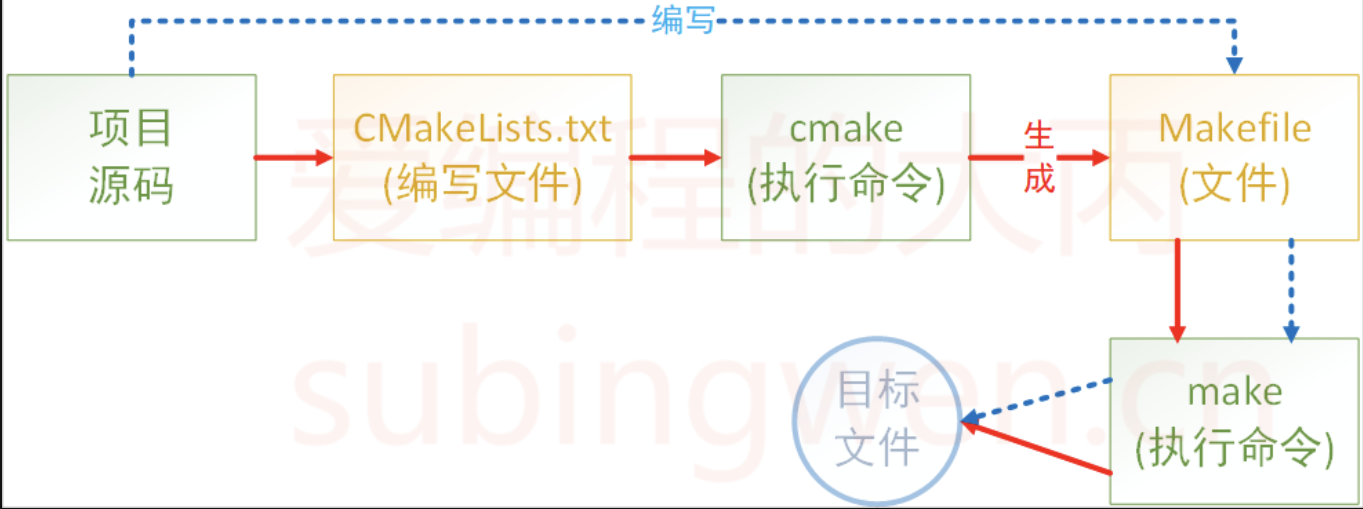 编写
项目
源码
CMakeLists.txt
(编写文件)
cmake
(执行命令)
生
成
Makefile
(文件)
make
(执行命令)
目标
文件
爱编程的大丙
subingwen.cn